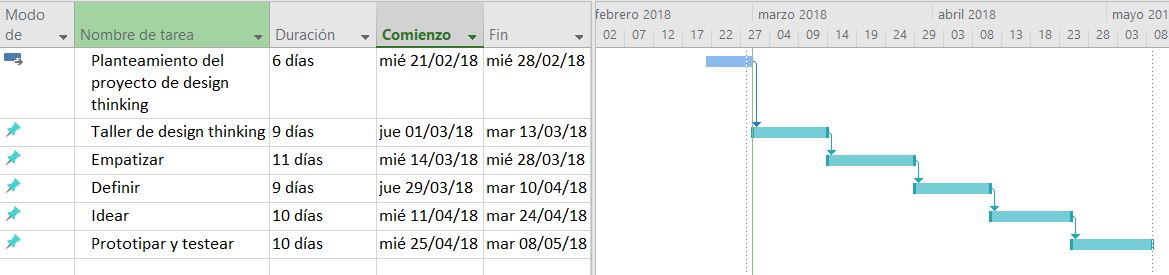 Modo de Nombre de tarea Duración Comienzo Fin
Planteamiento del proyecto de design thinking 6 días mié 21/02/18 mié 28/02/18
Taller de design thinking 9 días jue 01/03/18 mar 13/03/18
Empatizar 11 días mié 14/03/18 mié 28/03/18
Definir 9 días jue 29/03/18 mar 10/04/18
Idear 10 días mié 11/04/18 mar 24/04/18
Prototipar y testear 10 días mié 25/04/18 mar 08/05/18
febrero 2018 marzo 2018 abril 2018 mayo 201
02 07 12 17 22 27 04 09 14 19 24 29 03 08 13 18 23 28 03 08